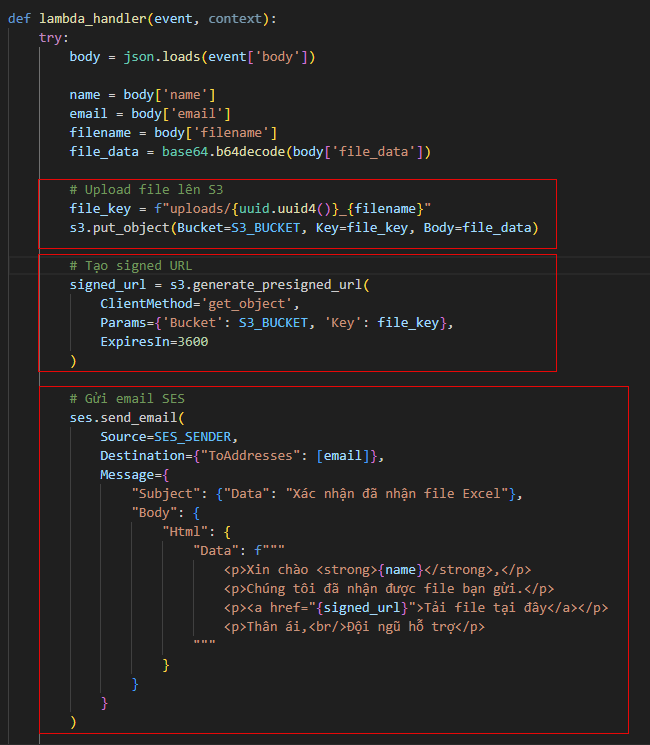 def lambda_handler(event, context):
    try:
        body = json.loads(event['body'])

        name = body['name']
        email = body['email']
        filename = body['filename']
        file_data = base64.b64decode(body['file_data'])

        # Upload file lên S3
        file_key = f"uploads/{uuid.uuid4()}_{filename}"
        s3.put_object(Bucket=S3_BUCKET, Key=file_key, Body=file_data)

        # Tạo signed URL
        signed_url = s3.generate_presigned_url(
            ClientMethod='get_object',
            Params={'Bucket': S3_BUCKET, 'Key': file_key},
            ExpiresIn=3600
        )

        # Gửi email SES
        ses.send_email(
            Source=SES_SENDER,
            Destination={"ToAddresses": [email]},
            Message={
                "Subject": {"Data": "Xác nhận đã nhận file Excel"},
                "Body": {
                    "Html": {
                        "Data": f"""
                            <p>Xin chào <strong>{name}</strong>,</p>
                            <p>Chúng tôi đã nhận được file bạn gửi.</p>
                            <p><a href="{signed_url}">Tải file tại đây</a></p>
                            <p>Thân ái,<br/>Đội ngũ hỗ trợ</p>
                        """
                    }
                }
            }
        )